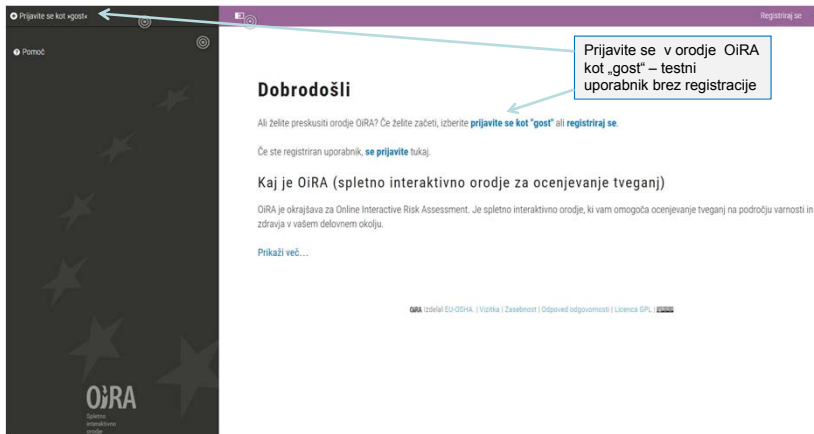 Prijavite se kot »gost«
Registriraj se
Pomoč
Prijavite se v orodje OiRA
kot „gost“ – testni
uporabnik brez registracije
Dobrodošli
Ali želite preskusiti orodje OiRA? Če želite začeti, izberite prijavite se kot "gost" ali registriraj se.
Če ste registriran uporabnik, se prijavite tukaj.
Kaj je OiRA (spletno interaktivno orodje za ocenjevanje tveganj)
OiRA je okrajšava za Online Interactive Risk Assessment. Je spletno interaktivno orodje, ki vam omogoča ocenjevanje tveganj na področju varnosti in
zdravja v vašem delovnem okolju.
Prikaži več...
OiRA Izdelal EU-OSHA. | Vizitka | Zasebnost | Odpoved odgovornosti | Licenca GPL |
OiRA
Spletno
interaktivno
orodje